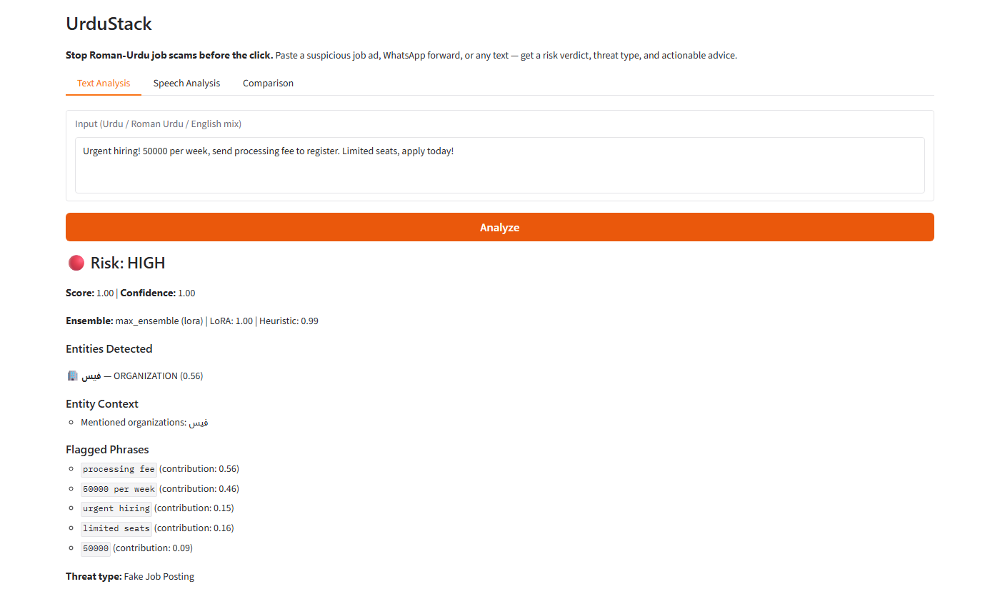 UrduStack
Stop Roman-Urdu job scams before the click. Paste a suspicious job ad, WhatsApp forward, or any text — get a risk verdict, threat type, and actionable advice.
Text Analysis
Speech Analysis
Comparison
Input (Urdu / Roman Urdu / English mix)
Urgent hiring! 50000 per week, send processing fee to register. Limited seats, apply today!
Analyze
Risk: HIGH
Score: 1.00 | Confidence: 1.00
Ensemble: max_ensemble (lora) | LoRA: 1.00 | Heuristic: 0.99
Entities Detected
فیس — ORGANIZATION (0.56)
Entity Context
Mentioned organizations: فیس
Flagged Phrases
processing fee (contribution: 0.56)
50000 per week (contribution: 0.46)
urgent hiring (contribution: 0.15)
limited seats (contribution: 0.16)
50000 (contribution: 0.09)
Threat type: Fake Job Posting